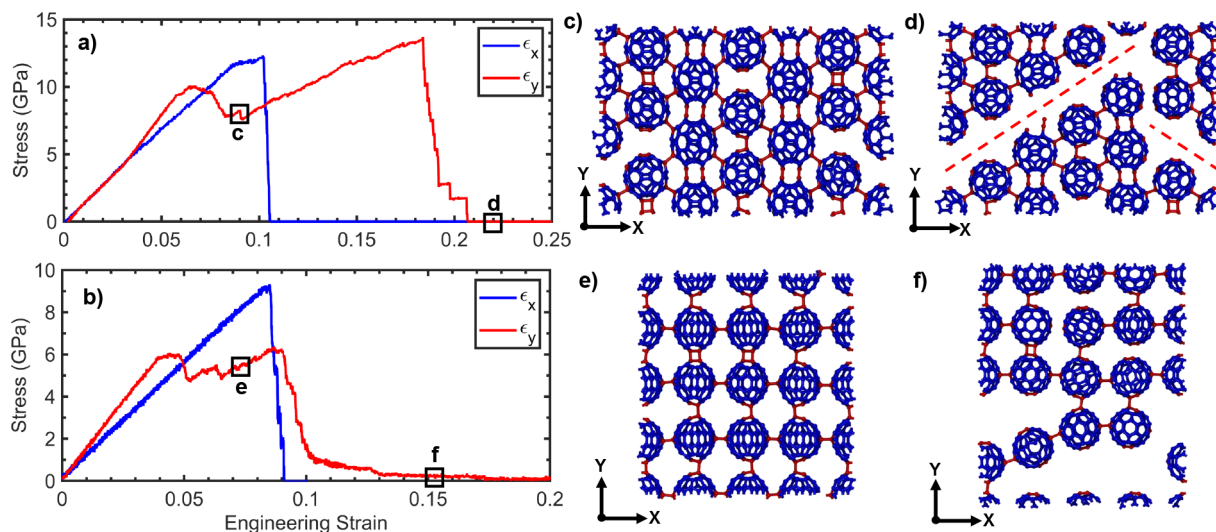 a)
Stress (GPa)
15
10
5
0
0
0.05
0.1
0.15
0.2
0.25
ϵx
ϵy
c
d
b)
Stress (GPa)
10
8
6
4
2
0
0
0.05
0.1
0.15
0.2
Engineering Strain
ϵx
ϵy
e
f
c)
Y
X
d)
Y
X
e)
Y
X
f)
Y
X